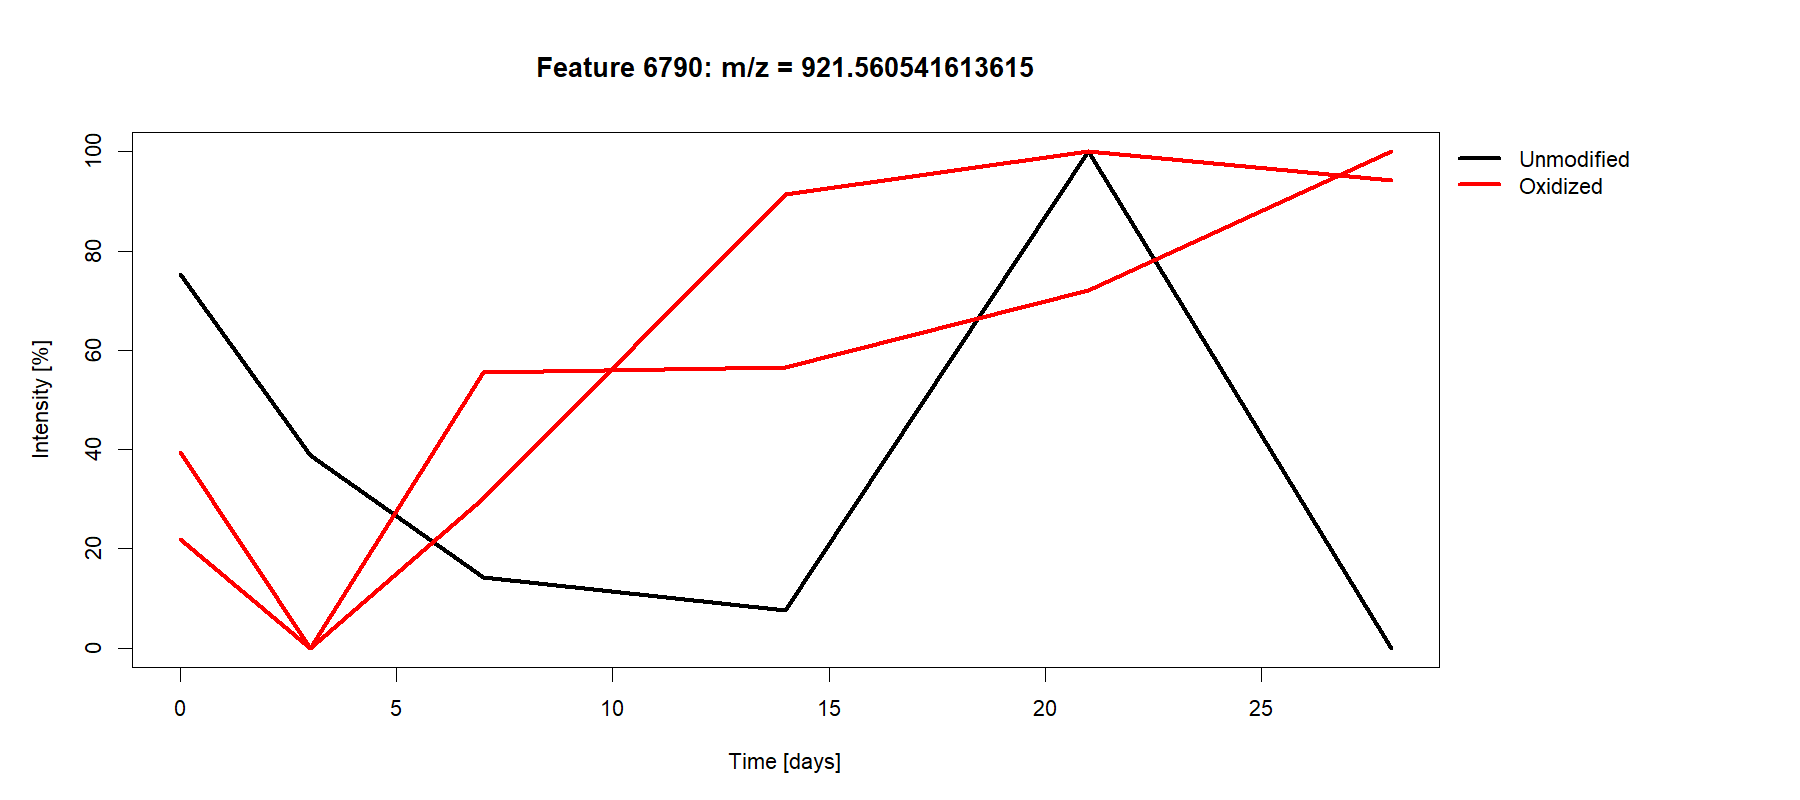 Feature 6790: m/z = 921.560541613615
Unmodified
Oxidized
Intensity [%]
100
80
60
40
20
0
0 5 10 15 20 25
Time [days]